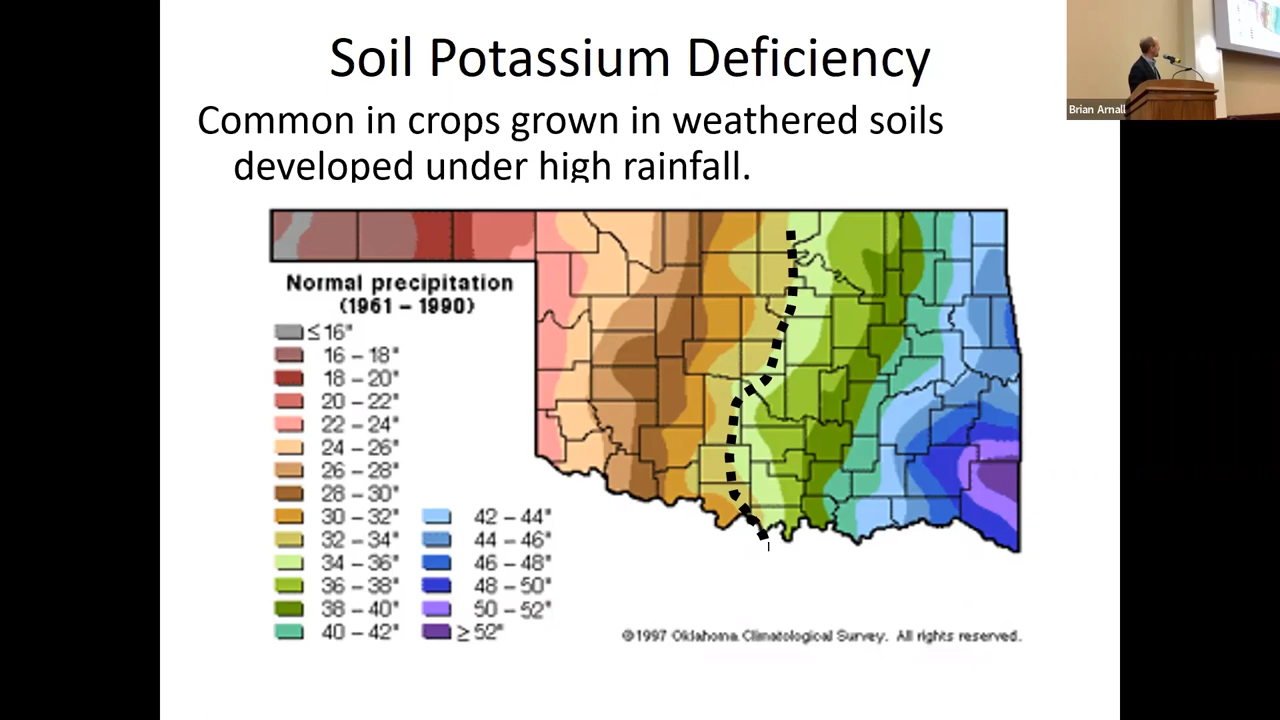 Soil Potassium Deficiency
Common in crops grown in weathered soils
developed under high rainfall.
Brian Arnall
Normal precipitation
(1961 – 1990)
≤ 16"
16 – 18"
18 – 20"
20 – 22"
22 – 24"
24 – 26"
26 – 28"
28 – 30"
30 – 32"
32 – 34"
34 – 36"
36 – 38"
38 – 40"
40 – 42"
42 – 44"
44 – 46"
46 – 48"
48 – 50"
50 – 52"
≥ 52"
©1997 Oklahoma Climatological Survey. All rights reserved.